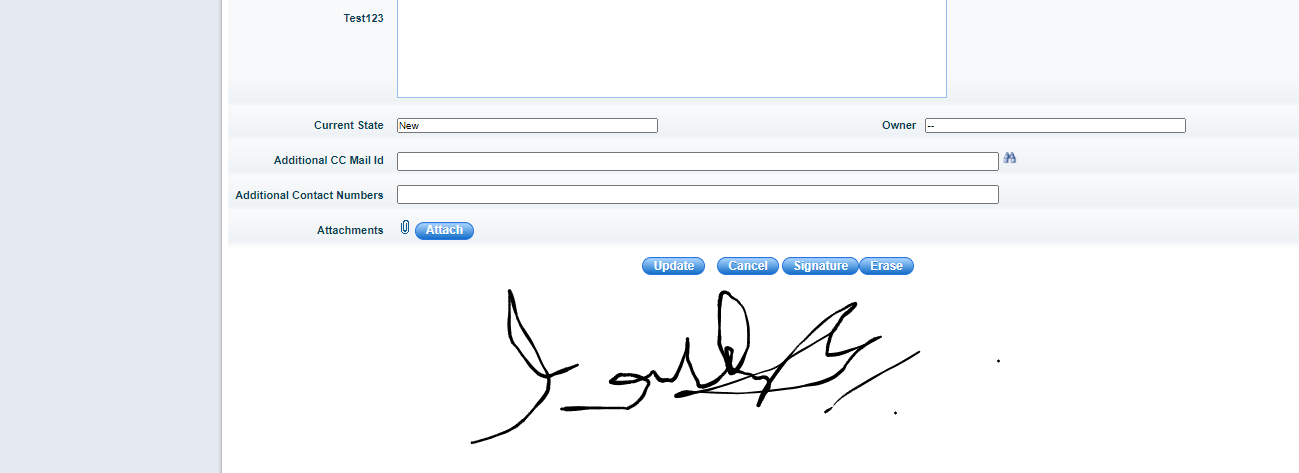 Test123
Current State New Owner --
Additional CC Mail Id
Additional Contact Numbers
Attachments Attach
Update Cancel Signature Erase